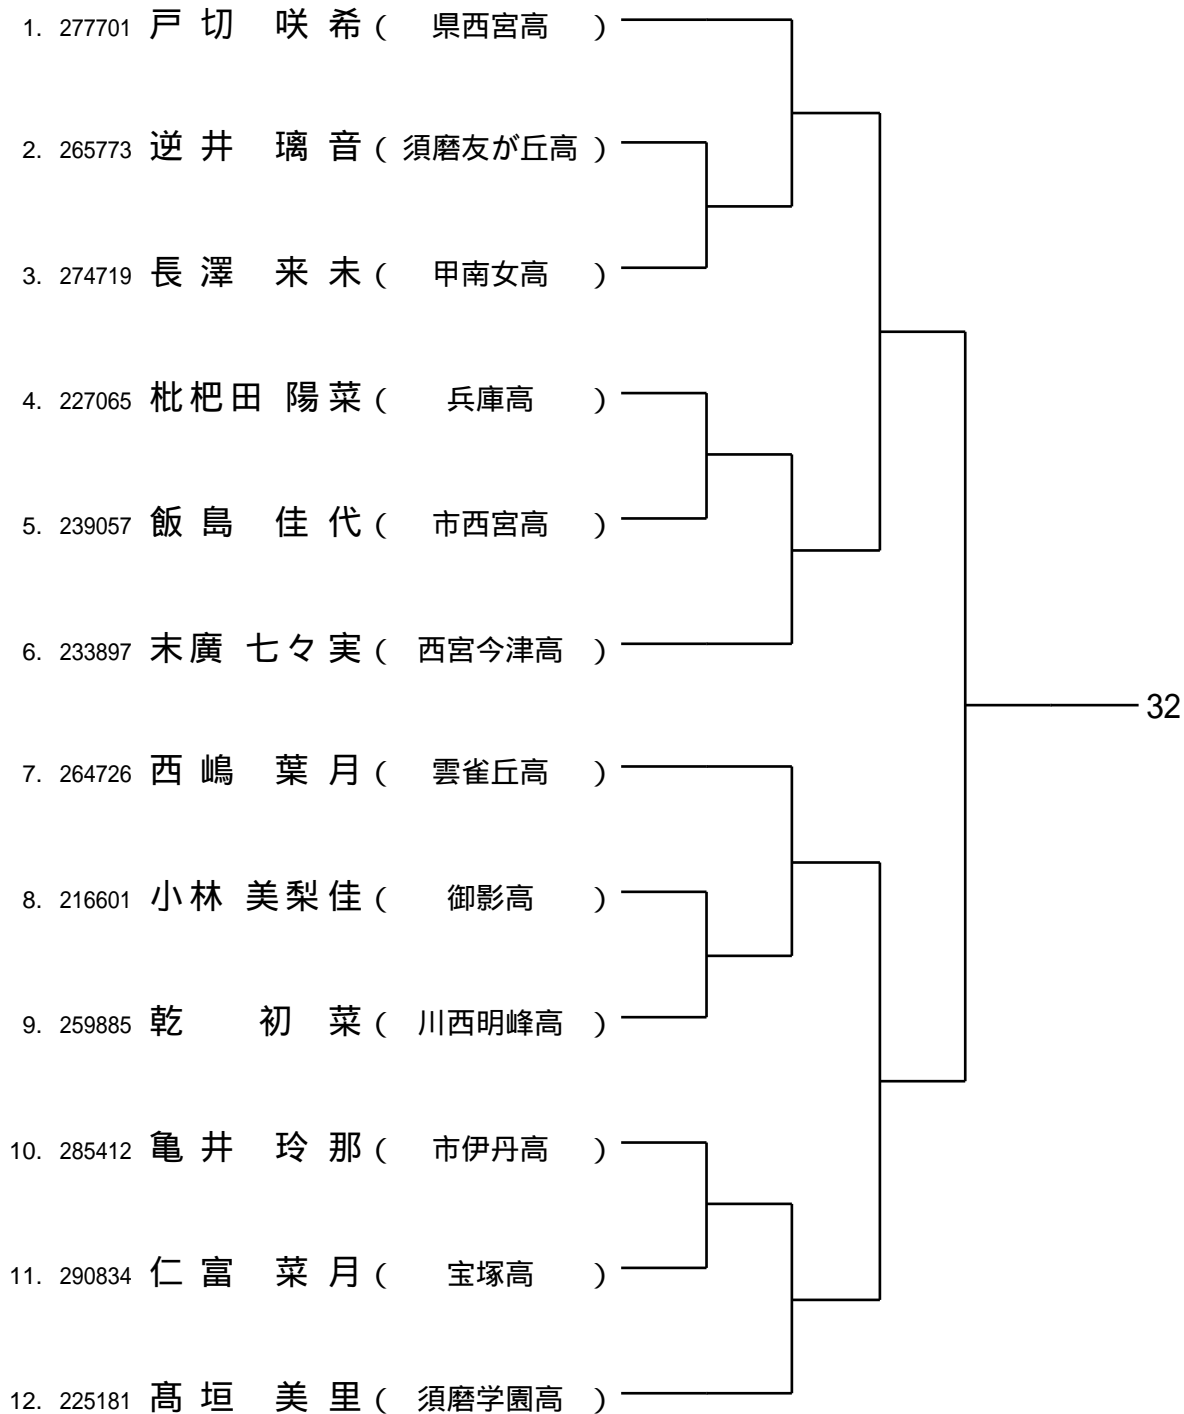 1. 277701 戸切 咲希 ( 県西宮高 )
2. 265773 逆井 璃音 ( 須磨友が丘高 )
3. 274719 長澤 来未 ( 甲南女高 )
4. 227065 枇杷田 陽菜 ( 兵庫高 )
5. 239057 飯島 佳代 ( 市西宮高 )
6. 233897 末廣 七々実 ( 西宮今津高 )
32
7. 264726 西嶋 葉月 ( 雲雀丘高 )
8. 216601 小林 美梨佳 ( 御影高 )
9. 259885 乾 初菜 ( 川西明峰高 )
10. 285412 亀井 玲那 ( 市伊丹高 )
11. 290834 仁富 菜月 ( 宝塚高 )
12. 225181 髙垣 美里 ( 須磨学園高 )